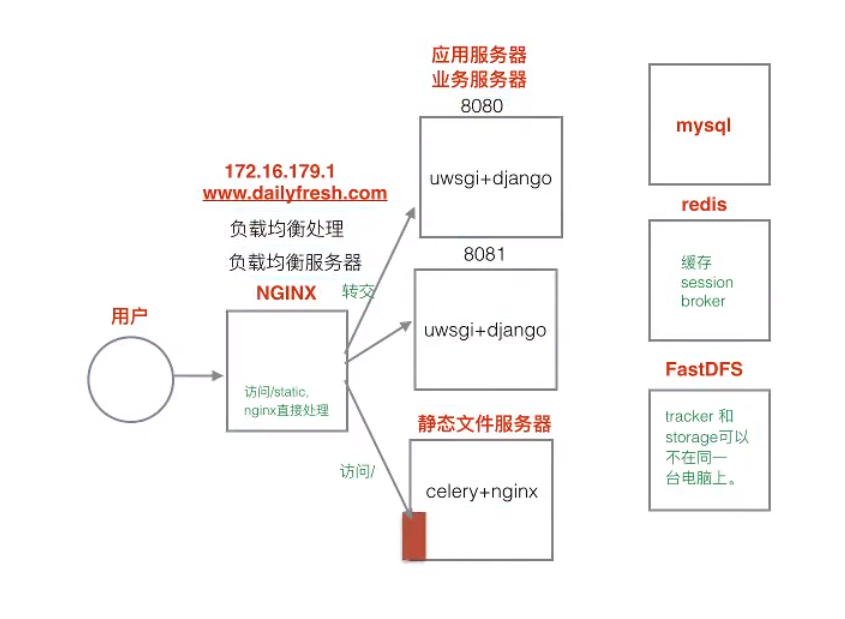 应用服务器
业务服务器
8080
uwsgi+django
mysql
172.16.179.1
www.dailyfresh.com
负载均衡处理
负载均衡服务器
NGINX
转交
8081
uwsgi+django
redis
缓存
session
broker
用户
访问/static,
nginx直接处理
访问/
静态文件服务器
celery+nginx
FastDFS
tracker 和
storage可以
不在同一
台电脑上。